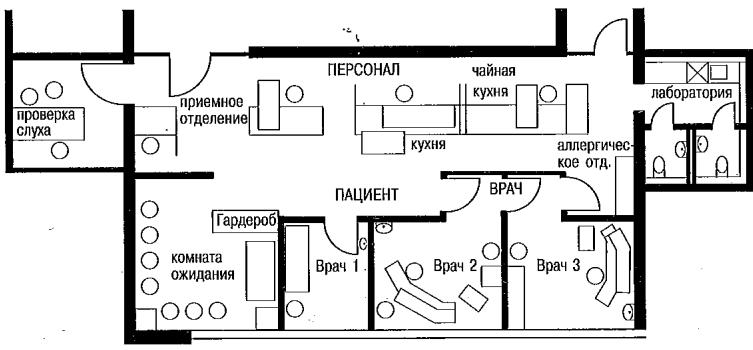 ПЕРСОНАЛ
чайная
кухня
приемное
отделение
лаборатория
проверка
слуха
кухня
аллергичес-
кое отд.
ПАЦИЕНТ
ВРАЧ
Гардероб
комната
ожидания
Врач 1
Врач 2
Врач 3